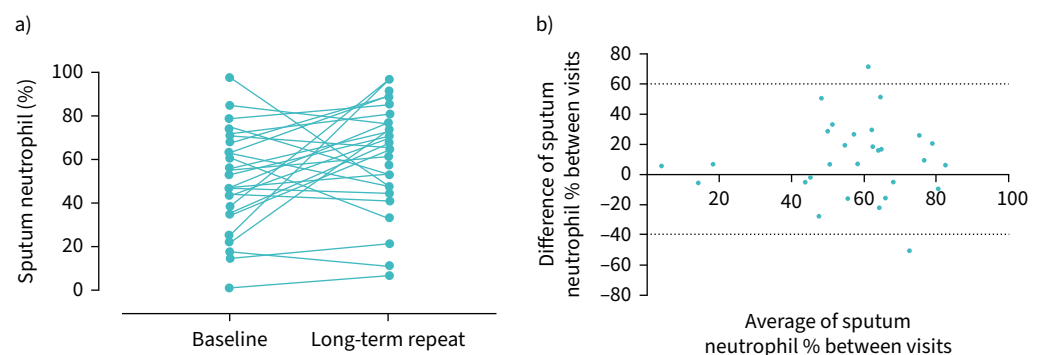 a)
Sputum neutrophil (%)
100
80
60
40
20
0
Baseline
Long-term repeat
b)
Difference of sputum
neutrophil % between visits
80
60
40
20
0
–20
–40
–60
–80
20
40
60
80
100
Average of sputum
neutrophil % between visits